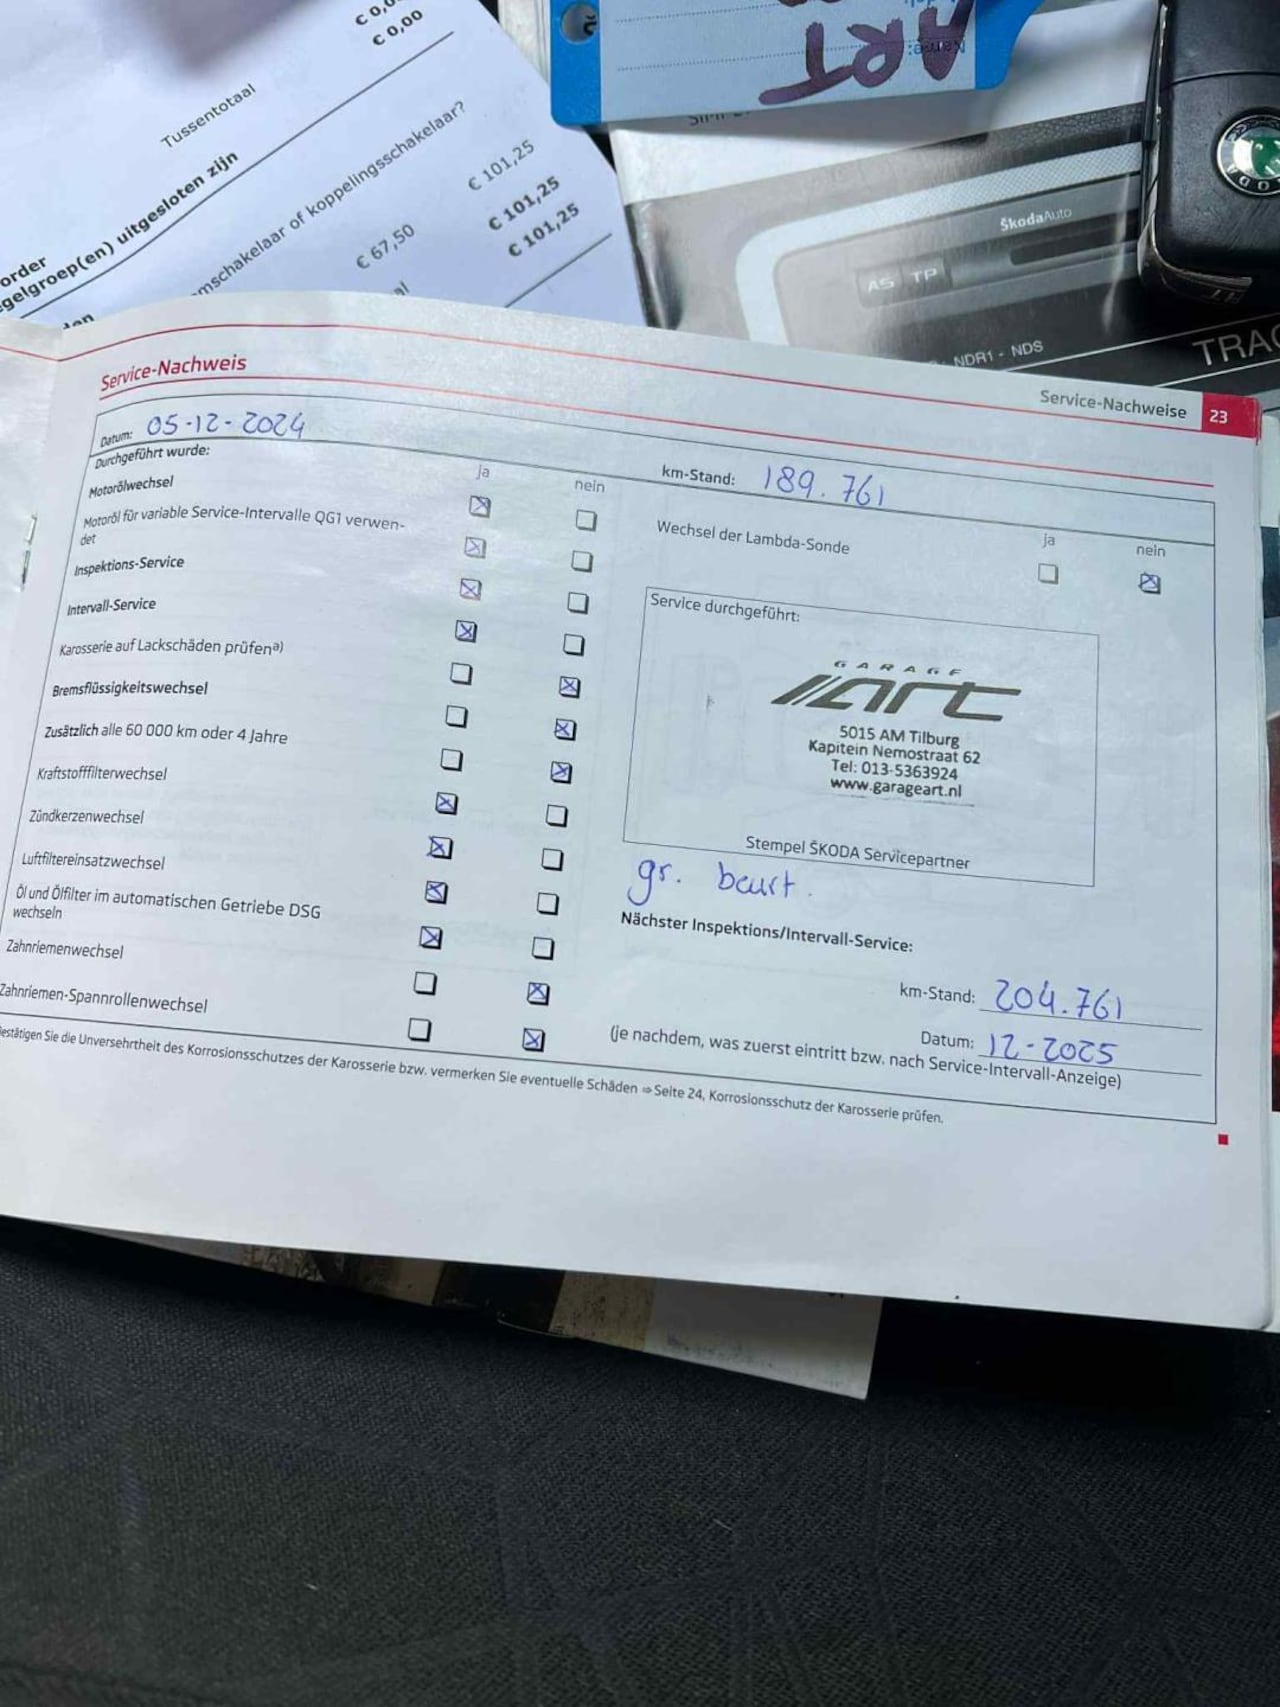 € 0,00
Tussentotaal
order
gelgroep(en) uitgesloten zijn
mschakelaar of koppelingsschakelaar?
€ 67,50
€ 101,25
€ 101,25
€ 101,25
ART
Name:
ŠkodaAuto
AS TP
NDR1 - NDS
Service-Nachweis
Service-Nachweise 23
Datum: 05-12-2024
km-Stand: 189.761
Durchgeführt wurde:
ja nein
Motorölwechsel
Motoröl für variable Service-Intervalle QG1 verwen-
det
Inspektions-Service
Intervall-Service
Karosserie auf Lackschäden prüfena)
Bremsflüssigkeitswechsel
Zusätzlich alle 60 000 km oder 4 Jahre
Kraftstofffilterwechsel
Zündkerzenwechsel
Luftfiltereinsatzwechsel
Öl und Ölfilter im automatischen Getriebe DSG
wechseln
Zahnriemenwechsel
Zahnriemen-Spannrollenwechsel
ja nein
Wechsel der Lambda-Sonde
Service durchgeführt:
GARAGE
art
5015 AM Tilburg
Kapitein Nemostraat 62
Tel: 013-5363924
www.garageart.nl
Stempel ŠKODA Servicepartner
gr. beurt.
Nächster Inspektions/Intervall-Service:
km-Stand: 204.761
Datum: 12-2025
(je nachdem, was zuerst eintritt bzw. nach Service-Intervall-Anzeige)
estätigen Sie die Unversehrtheit des Korrosionsschutzes der Karosserie bzw. vermerken Sie eventuelle Schäden ⇒ Seite 24, Korrosionsschutz der Karosserie prüfen.